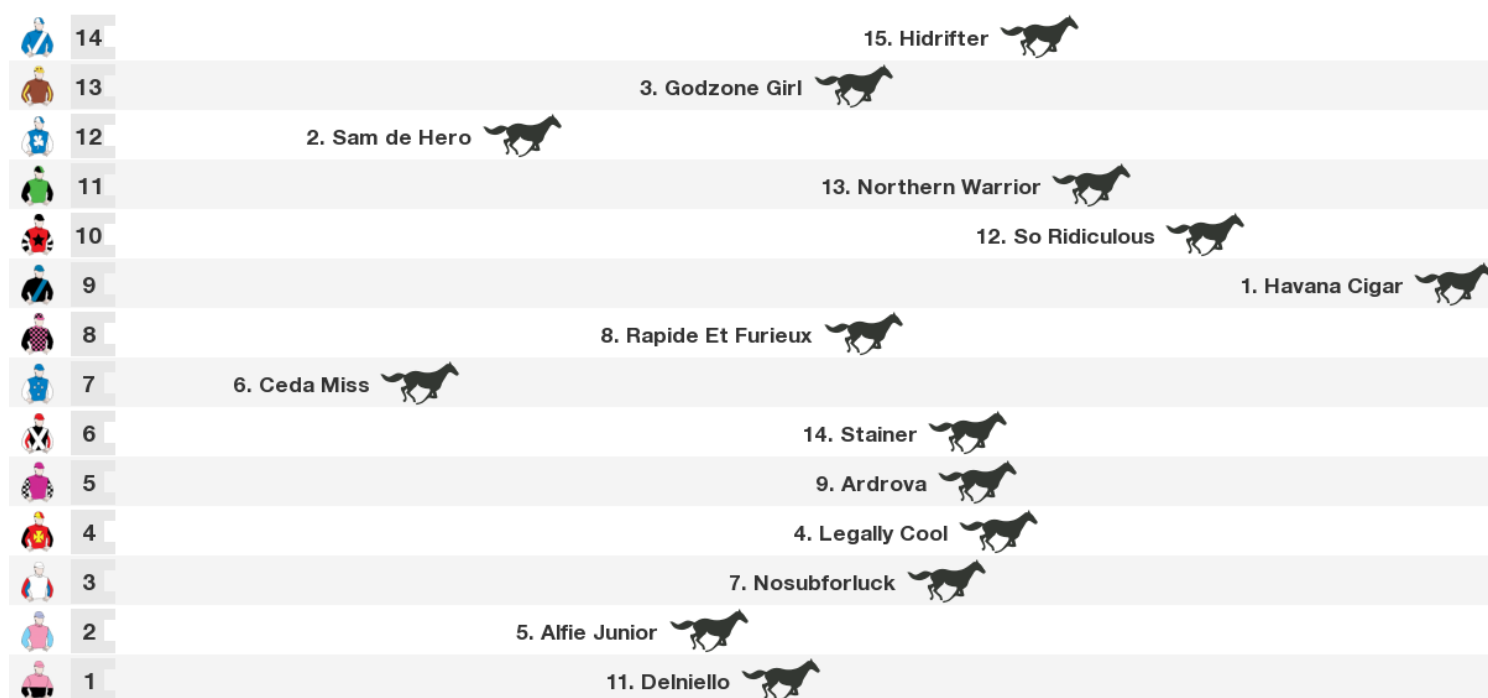 14 15. Hidrifter
13 3. Godzone Girl
12 2. Sam de Hero
11 13. Northern Warrior
10 12. So Ridiculous
9 1. Havana Cigar
8 8. Rapide Et Furieux
7 6. Ceda Miss
6 14. Stainer
5 9. Ardrova
4 4. Legally Cool
3 7. Nosubforluck
2 5. Alfie Junior
1 11. Delniello